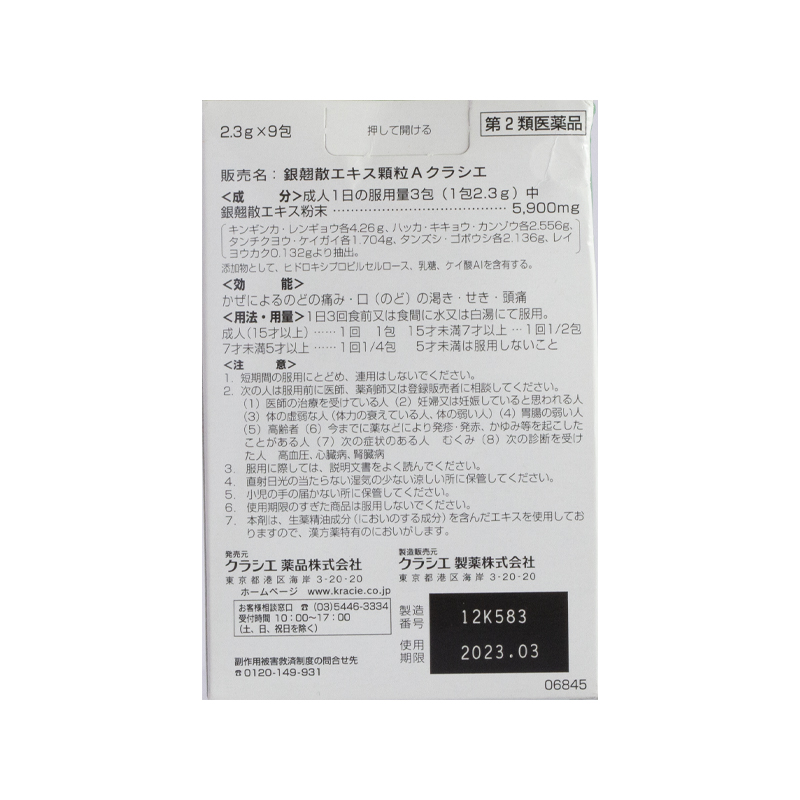 2.3g×9包
押して開ける
第2類医薬品
販売名：銀翹散エキス顆粒Aクラシエ
<成　分>成人1日の服用量3包（1包2.3g）中
銀翹散エキス粉末 …………………………… 5,900mg
キンギンカ・レンギョウ各4.26g、ハッカ・キキョウ・カンゾウ各2.556g、
タンチクヨウ・ケイガイ各1.704g、タンズシ・ゴボウシ各2.136g、レイ
ヨウカク0.132gより抽出。
添加物として、ヒドロキシプロピルセルロース、乳糖、ケイ酸Alを含有する。
<効　能>
かぜによるのどの痛み・口（のど）の渇き・せき・頭痛
<用法・用量>1日3回食前又は食間に水又は白湯にて服用。
成人（15才以上）……1回　1包　15才未満7才以上 …1回1/2包
7才未満5才以上 ……1回1/4包　5才未満は服用しないこと
<注　意>
1. 短期間の服用にとどめ、連用はしないでください。
2. 次の人は服用前に医師、薬剤師又は登録販売者に相談してください。
（1）医師の治療を受けている人（2）妊婦又は妊娠していると思われる人
（3）体の虚弱な人（体力の衰えている人、体の弱い人）（4）胃腸の弱い人
（5）高齢者（6）今までに薬などにより発疹・発赤、かゆみ等を起こした
ことがある人（7）次の症状のある人　むくみ（8）次の診断を受け
た人　高血圧、心臓病、腎臓病
3. 服用に際しては、説明文書をよく読んでください。
4. 直射日光の当たらない湿気の少ない涼しい所に保管してください。
5. 小児の手の届かない所に保管してください。
6. 使用期限のすぎた商品は服用しないでください。
7. 本剤は、生薬精油成分（においのする成分）を含んだエキスを使用してお
りますので、漢方薬特有のにおいがします。
発売元
クラシエ 薬品株式会社
東京都港区海岸 3-20-20
ホームページ www.kracie.co.jp
お客様相談窓口 ☎(03)5446-3334
受付時間 10：00〜17：00
（土、日、祝日を除く）
副作用被害救済制度の問合せ先
☎0120-149-931
製造販売元
クラシエ 製薬株式会社
東京都港区海岸 3-20-20
製造番号 12K583
使用期限 2023.03
06845